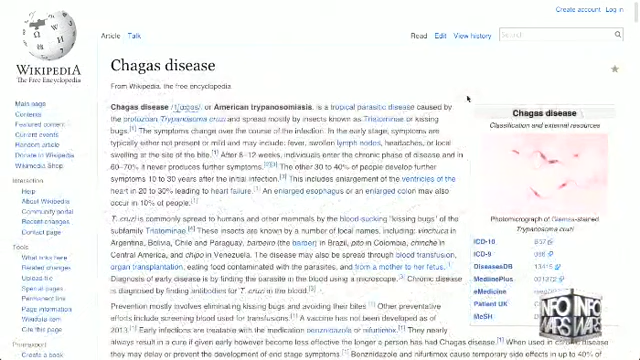 Create account Log in
WIKIPEDIA
The Free Encyclopedia
Article Talk Read Edit View history Search
Chagas disease
From Wikipedia, the free encyclopedia
Main page
Contents
Featured content
Current events
Random article
Donate to Wikipedia
Wikimedia Shop
Interaction
Help
About Wikipedia
Community portal
Recent changes
Contact page
Tools
What links here
Related changes
Upload file
Special pages
Permanent link
Page information
Wikidata item
Cite this page
Print/export
Create a book
Chagas disease or American trypanosomiasis, is a tropical parasitic disease caused by
the protozoan Trypanosoma cruzi and spread mostly by insects known as Triatominae or kissing
bugs.[1] The symptoms change over the course of the infection. In the early stage, symptoms are
typically either not present or mild and may include: fever, swollen lymph nodes, headaches, or local
swelling at the site of the bite.[1] After 8–12 weeks, individuals enter the chronic phase of disease and in
60–70% it never produces further symptoms. The other 30 to 40% of people develop further
symptoms 10 to 30 years after the initial infection. This includes enlargement of the ventricles of the
heart in 20 to 30% leading to heart failure.[1] An enlarged esophagus or an enlarged colon may also
occur in 10% of people.[1]
T. cruzi is commonly spread to humans and other mammals by the blood-sucking "kissing bugs" of the
subfamily Triatominae. These insects are known by a number of local names, including: vinchuca in
Argentina, Bolivia, Chile and Paraguay, barbeiro (the barber) in Brazil, pito in Colombia, chinche in
Central America, and chipo in Venezuela. The disease may also be spread through blood transfusion,
organ transplantation, eating food contaminated with the parasites, and from a mother to her fetus.
Diagnosis of early disease is by finding the parasite in the blood using a microscope. Chronic disease
is diagnosed by finding antibodies for T. cruzi in the blood.
Prevention mostly involves eliminating kissing bugs and avoiding their bites. Other preventative
efforts include screening blood used for transfusions. A vaccine has not been developed as of
2013. Early infections are treatable with the medication benznidazole or nifurtimox. They nearly
always result in a cure if given early however become less effective the longer a person has had Chagas disease. When used in chronic disease
they may delay or prevent the development of end stage symptoms. Benznidazole and nifurtimox cause temporary side effects in up to 40%
Chagas disease
Classification and external resources
Photomicrograph of Giemsa-stained
Trypanosoma cruzi
ICD-10
ICD-9
DiseasesDB
MedlinePlus
eMedicine
Patient UK
MeSH
INFO INFO
WARS WARS